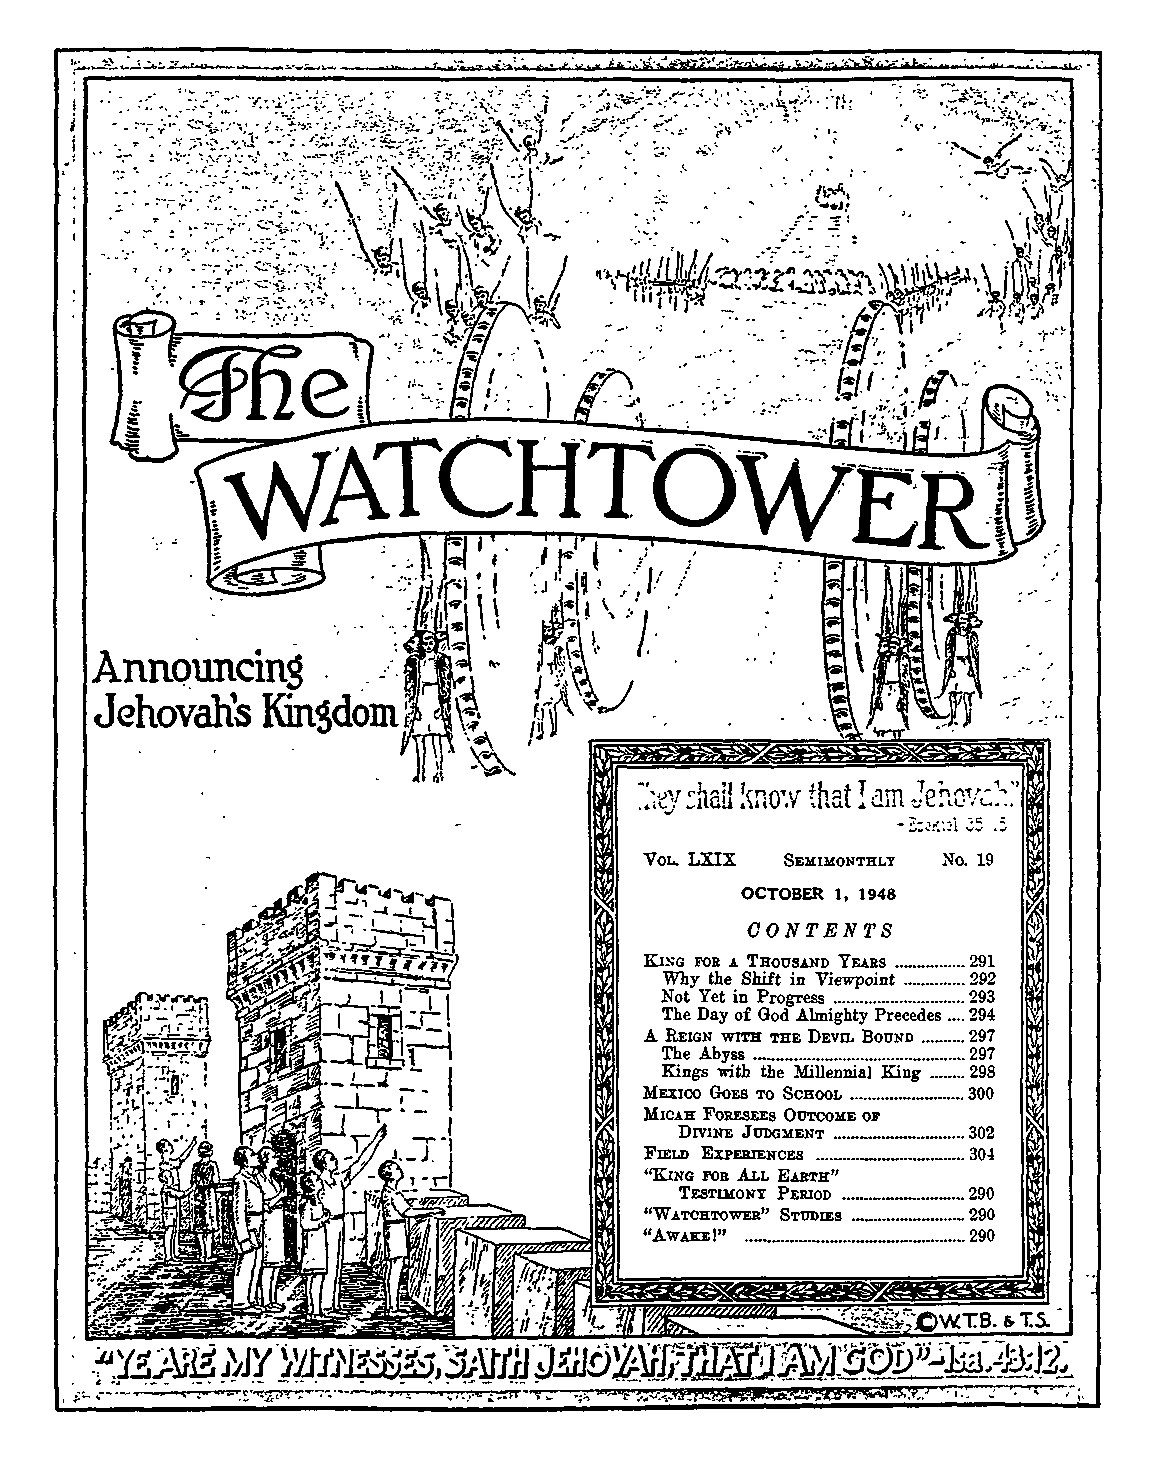 The
WATCHTOWER
Announcing
Jehovah's Kingdom
They shall know that I am Jehovah."
- Ezekiel 35:15
VOL. LXIX SEMIMONTHLY No. 19
OCTOBER 1, 1948
CONTENTS
KING FOR A THOUSAND YEARS ................ 291
Why the Shift in Viewpoint .............. 292
Not Yet in Progress .............................. 293
The Day of God Almighty Precedes .... 294
A REIGN WITH THE DEVIL BOUND .......... 297
The Abyss ................................................ 297
Kings with the Millennial King ........ 298
MEXICO GOES TO SCHOOL .......................... 300
MICAH FORESEES OUTCOME OF
DIVINE JUDGMENT .............................. 302
FIELD EXPERIENCES .................................. 304
"KING FOR ALL EARTH"
TESTIMONY PERIOD ............................ 290
"WATCHTOWER" STUDIES .......................... 290
"AWAKE!" .................................................. 290
©W.T.B. & T.S.
"YE ARE MY WITNESSES, SAITH JEHOVAH, THAT I AM GOD"-Isa.43:12.